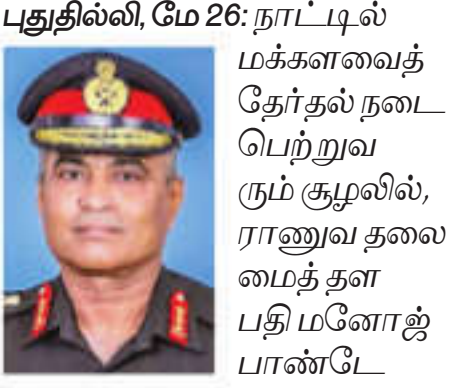 புதுதில்லி, மே 26: நாட்டில்
மக்களவைத்
தேர்தல் நடை
பெற்றுவ
ரும் சூழலில்,
ராணுவ தலை
மைத் தள
பதி மனோஜ்
பாண்டே